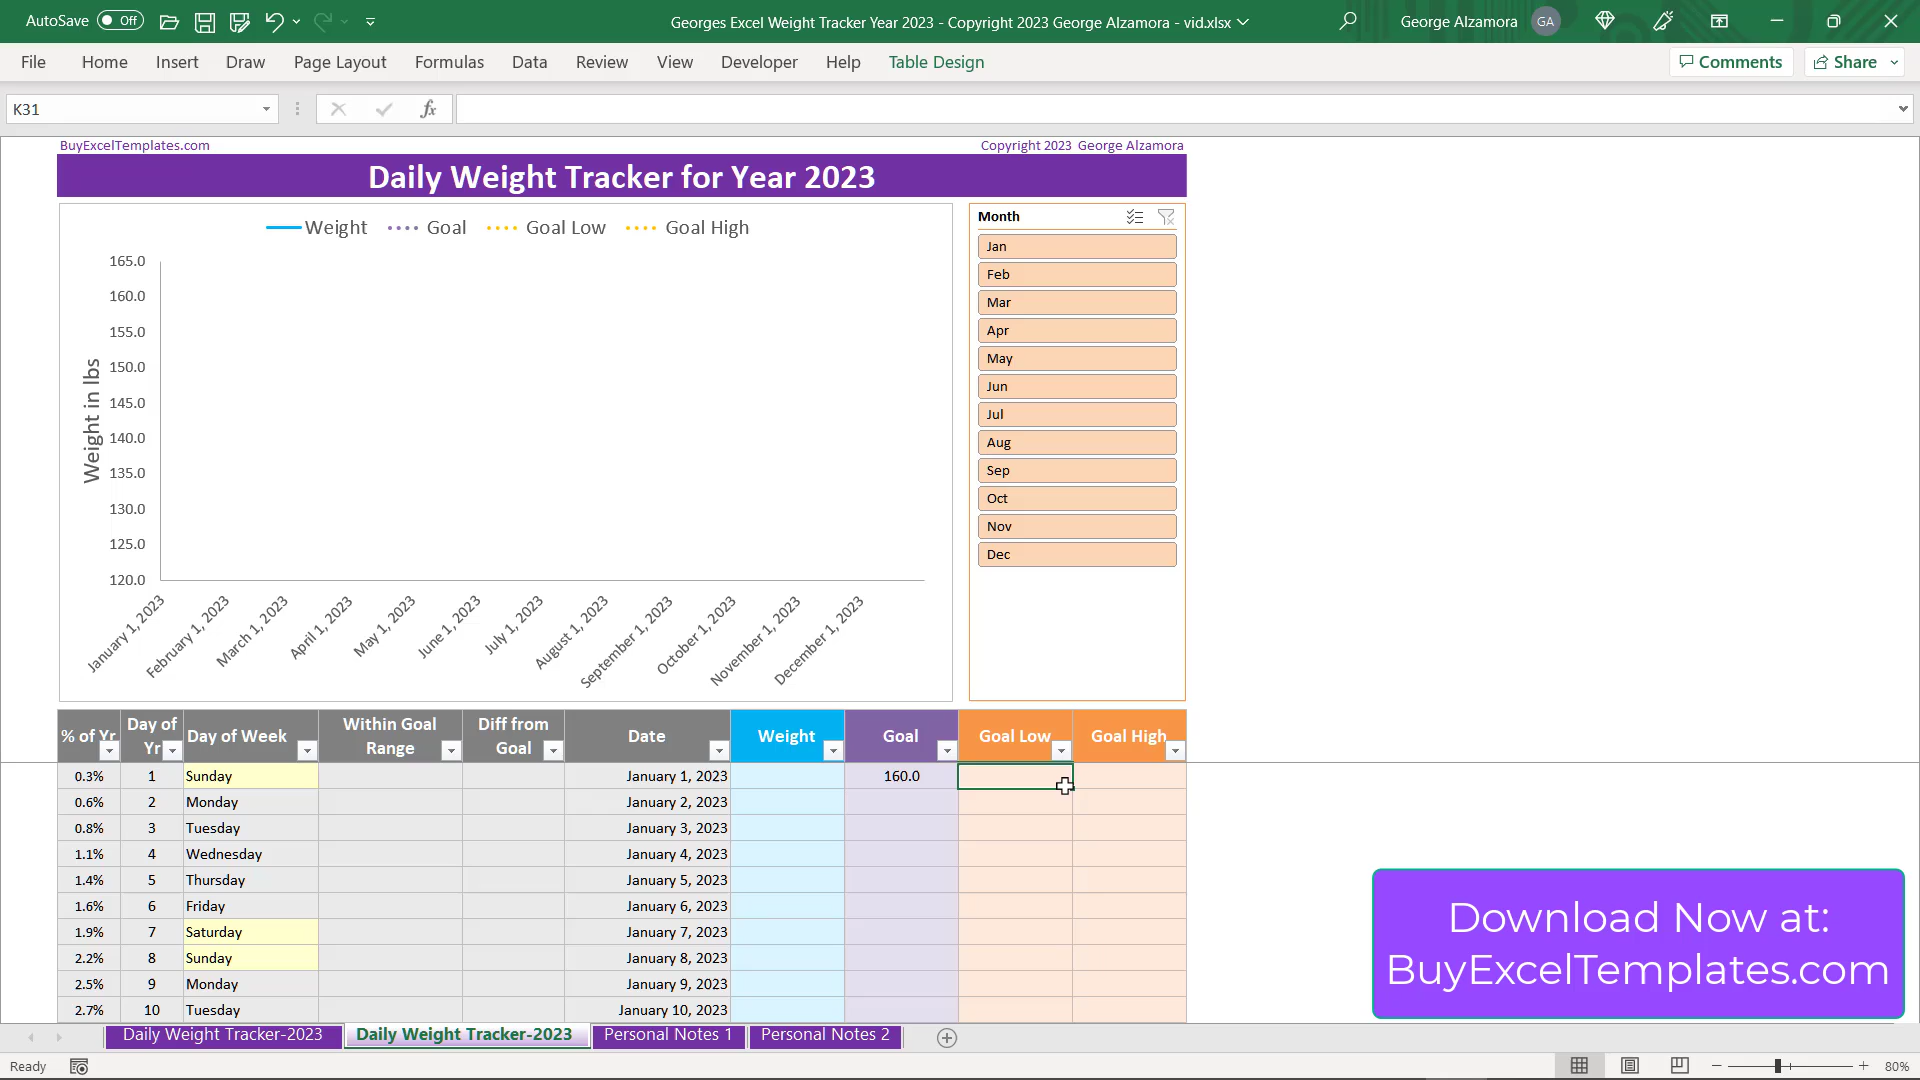 AutoSave Off
Georges Excel Weight Tracker Year 2023 - Copyright 2023 George Alzamora - vid.xlsx
George Alzamora GA
File Home Insert Draw Page Layout Formulas Data Review View Developer Help Table Design
Comments Share
K31 fx
BuyExcelTemplates.com Copyright 2023 George Alzamora
Daily Weight Tracker for Year 2023
Weight Goal Goal Low Goal High
165.0
160.0
155.0
150.0
145.0
140.0
135.0
130.0
125.0
120.0
Weight in lbs
January 1, 2023
February 1, 2023
March 1, 2023
April 1, 2023
May 1, 2023
June 1, 2023
July 1, 2023
August 1, 2023
September 1, 2023
October 1, 2023
November 1, 2023
December 1, 2023
Month
Jan
Feb
Mar
Apr
May
Jun
Jul
Aug
Sep
Oct
Nov
Dec
% of Yr Day of Yr Day of Week Within Goal Range Diff from Goal Date Weight Goal Goal Low Goal High
0.3% 1 Sunday January 1, 2023 160.0
0.6% 2 Monday January 2, 2023
0.8% 3 Tuesday January 3, 2023
1.1% 4 Wednesday January 4, 2023
1.4% 5 Thursday January 5, 2023
1.6% 6 Friday January 6, 2023
1.9% 7 Saturday January 7, 2023
2.2% 8 Sunday January 8, 2023
2.5% 9 Monday January 9, 2023
2.7% 10 Tuesday January 10, 2023
Download Now at:
BuyExcelTemplates.com
Daily Weight Tracker-2023 Daily Weight Tracker-2023 Personal Notes 1 Personal Notes 2
Ready 80%